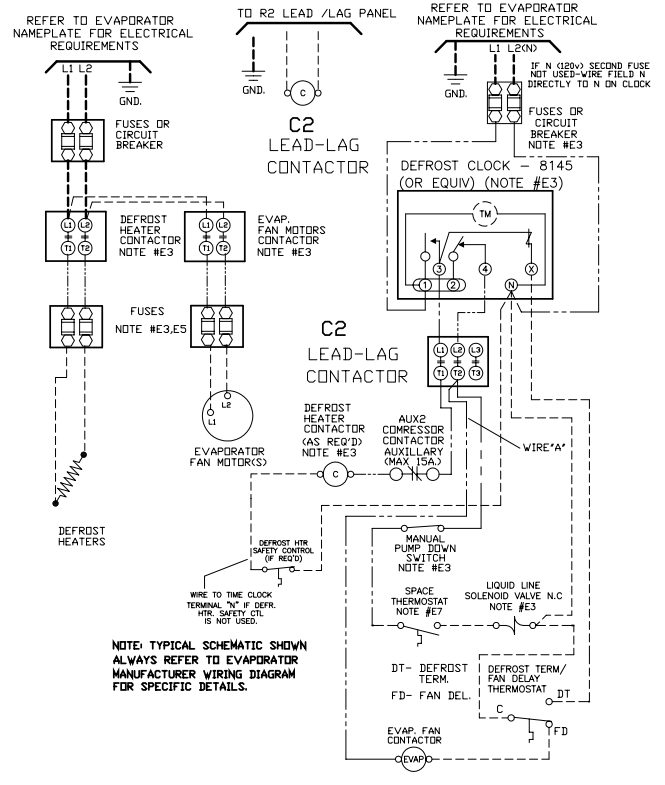 REFER TO EVAPORATOR
NAMEPLATE FOR ELECTRICAL
REQUIREMENTS
L1 L2
GND.
FUSES OR
CIRCUIT
BREAKER
TO R2 LEAD /LAG PANEL
GND.
C
C2
LEAD-LAG
CONTACTOR
REFER TO EVAPORATOR
NAMEPLATE FOR ELECTRICAL
REQUIREMENTS
L1 L2(N)
GND.
IF N (120v) SECOND FUSE
NOT USED-WIRE FIELD N
DIRECTLY TO N ON CLOCK
FUSES OR
CIRCUIT
BREAKER
NOTE #E3
DEFROST CLOCK - 8145
(OR EQUIV) (NOTE #E3)
TM
3
4
X
1
2
N
L1 L2
T1 T2
DEFROST
HEATER
CONTACTOR
NOTE #E3
L1 L2
T1 T2
EVAP.
FAN MOTORS
CONTACTOR
NOTE #E3
FUSES
NOTE #E3,E5
L1
L2
EVAPORATOR
FAN MOTOR(S)
DEFROST
HEATERS
C2
LEAD-LAG
CONTACTOR
L1 L2 L3
T1 T2 T3
DEFROST
HEATER
CONTACTOR
(AS REQ'D)
NOTE #E3
C
AUX2
COMRESSOR
CONTACTOR
AUXILLARY
(MAX 15A.)
WIRE"A"
DEFROST HTR
SAFETY CONTROL
(IF REQ'D)
WIRE TO TIME CLOCK
TERMINAL "N" IF DEFR.
HTR. SAFETY CTL
IS NOT USED.
MANUAL
PUMP DOWN
SWITCH
NOTE #E3
SPACE
THERMOSTAT
NOTE #E7
LIQUID LINE
SOLENOID VALVE N.C
NOTE #E3
NOTE: TYPICAL SCHEMATIC SHOWN
ALWAYS REFER TO EVAPORATOR
MANUFACTURER WIRING DIAGRAM
FOR SPECIFIC DETAILS.
DT- DEFROST
TERM.
FD- FAN DEL.
DEFROST TERM/
FAN DELAY
THERMOSTAT
DT
C
FD
EVAP. FAN
CONTACTOR
EVAP